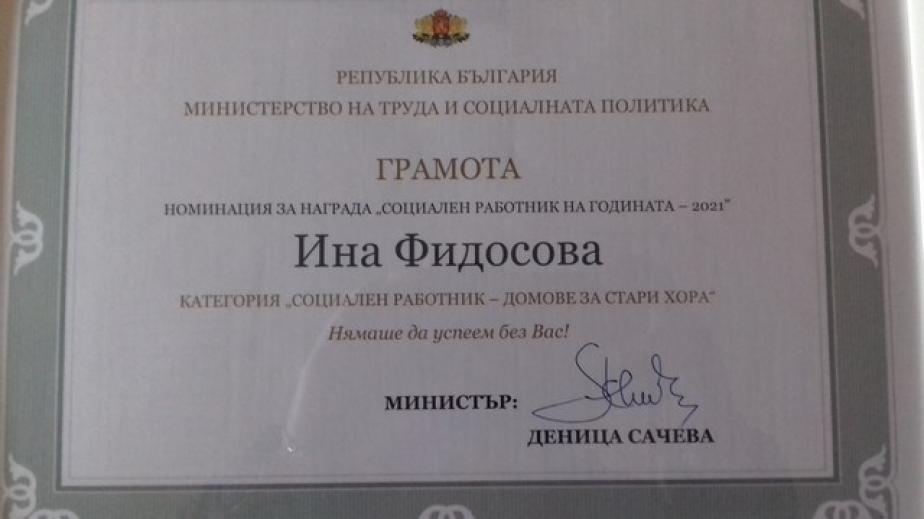 РЕПУБЛИКА БЪЛГАРИЯ
МИНИСТЕРСТВО НА ТРУДА И СОЦИАЛНАТА ПОЛИТИКА
ГРАМОТА
НОМИНАЦИЯ ЗА НАГРАДА „СОЦИАЛЕН РАБОТНИК НА ГОДИНАТА – 2021”
Ина Фидосова
КАТЕГОРИЯ „СОЦИАЛЕН РАБОТНИК – ДОМОВЕ ЗА СТАРИ ХОРА“
Нямаше да успеем без Вас!
МИНИСТЪР:
ДЕНИЦА САЧЕВА